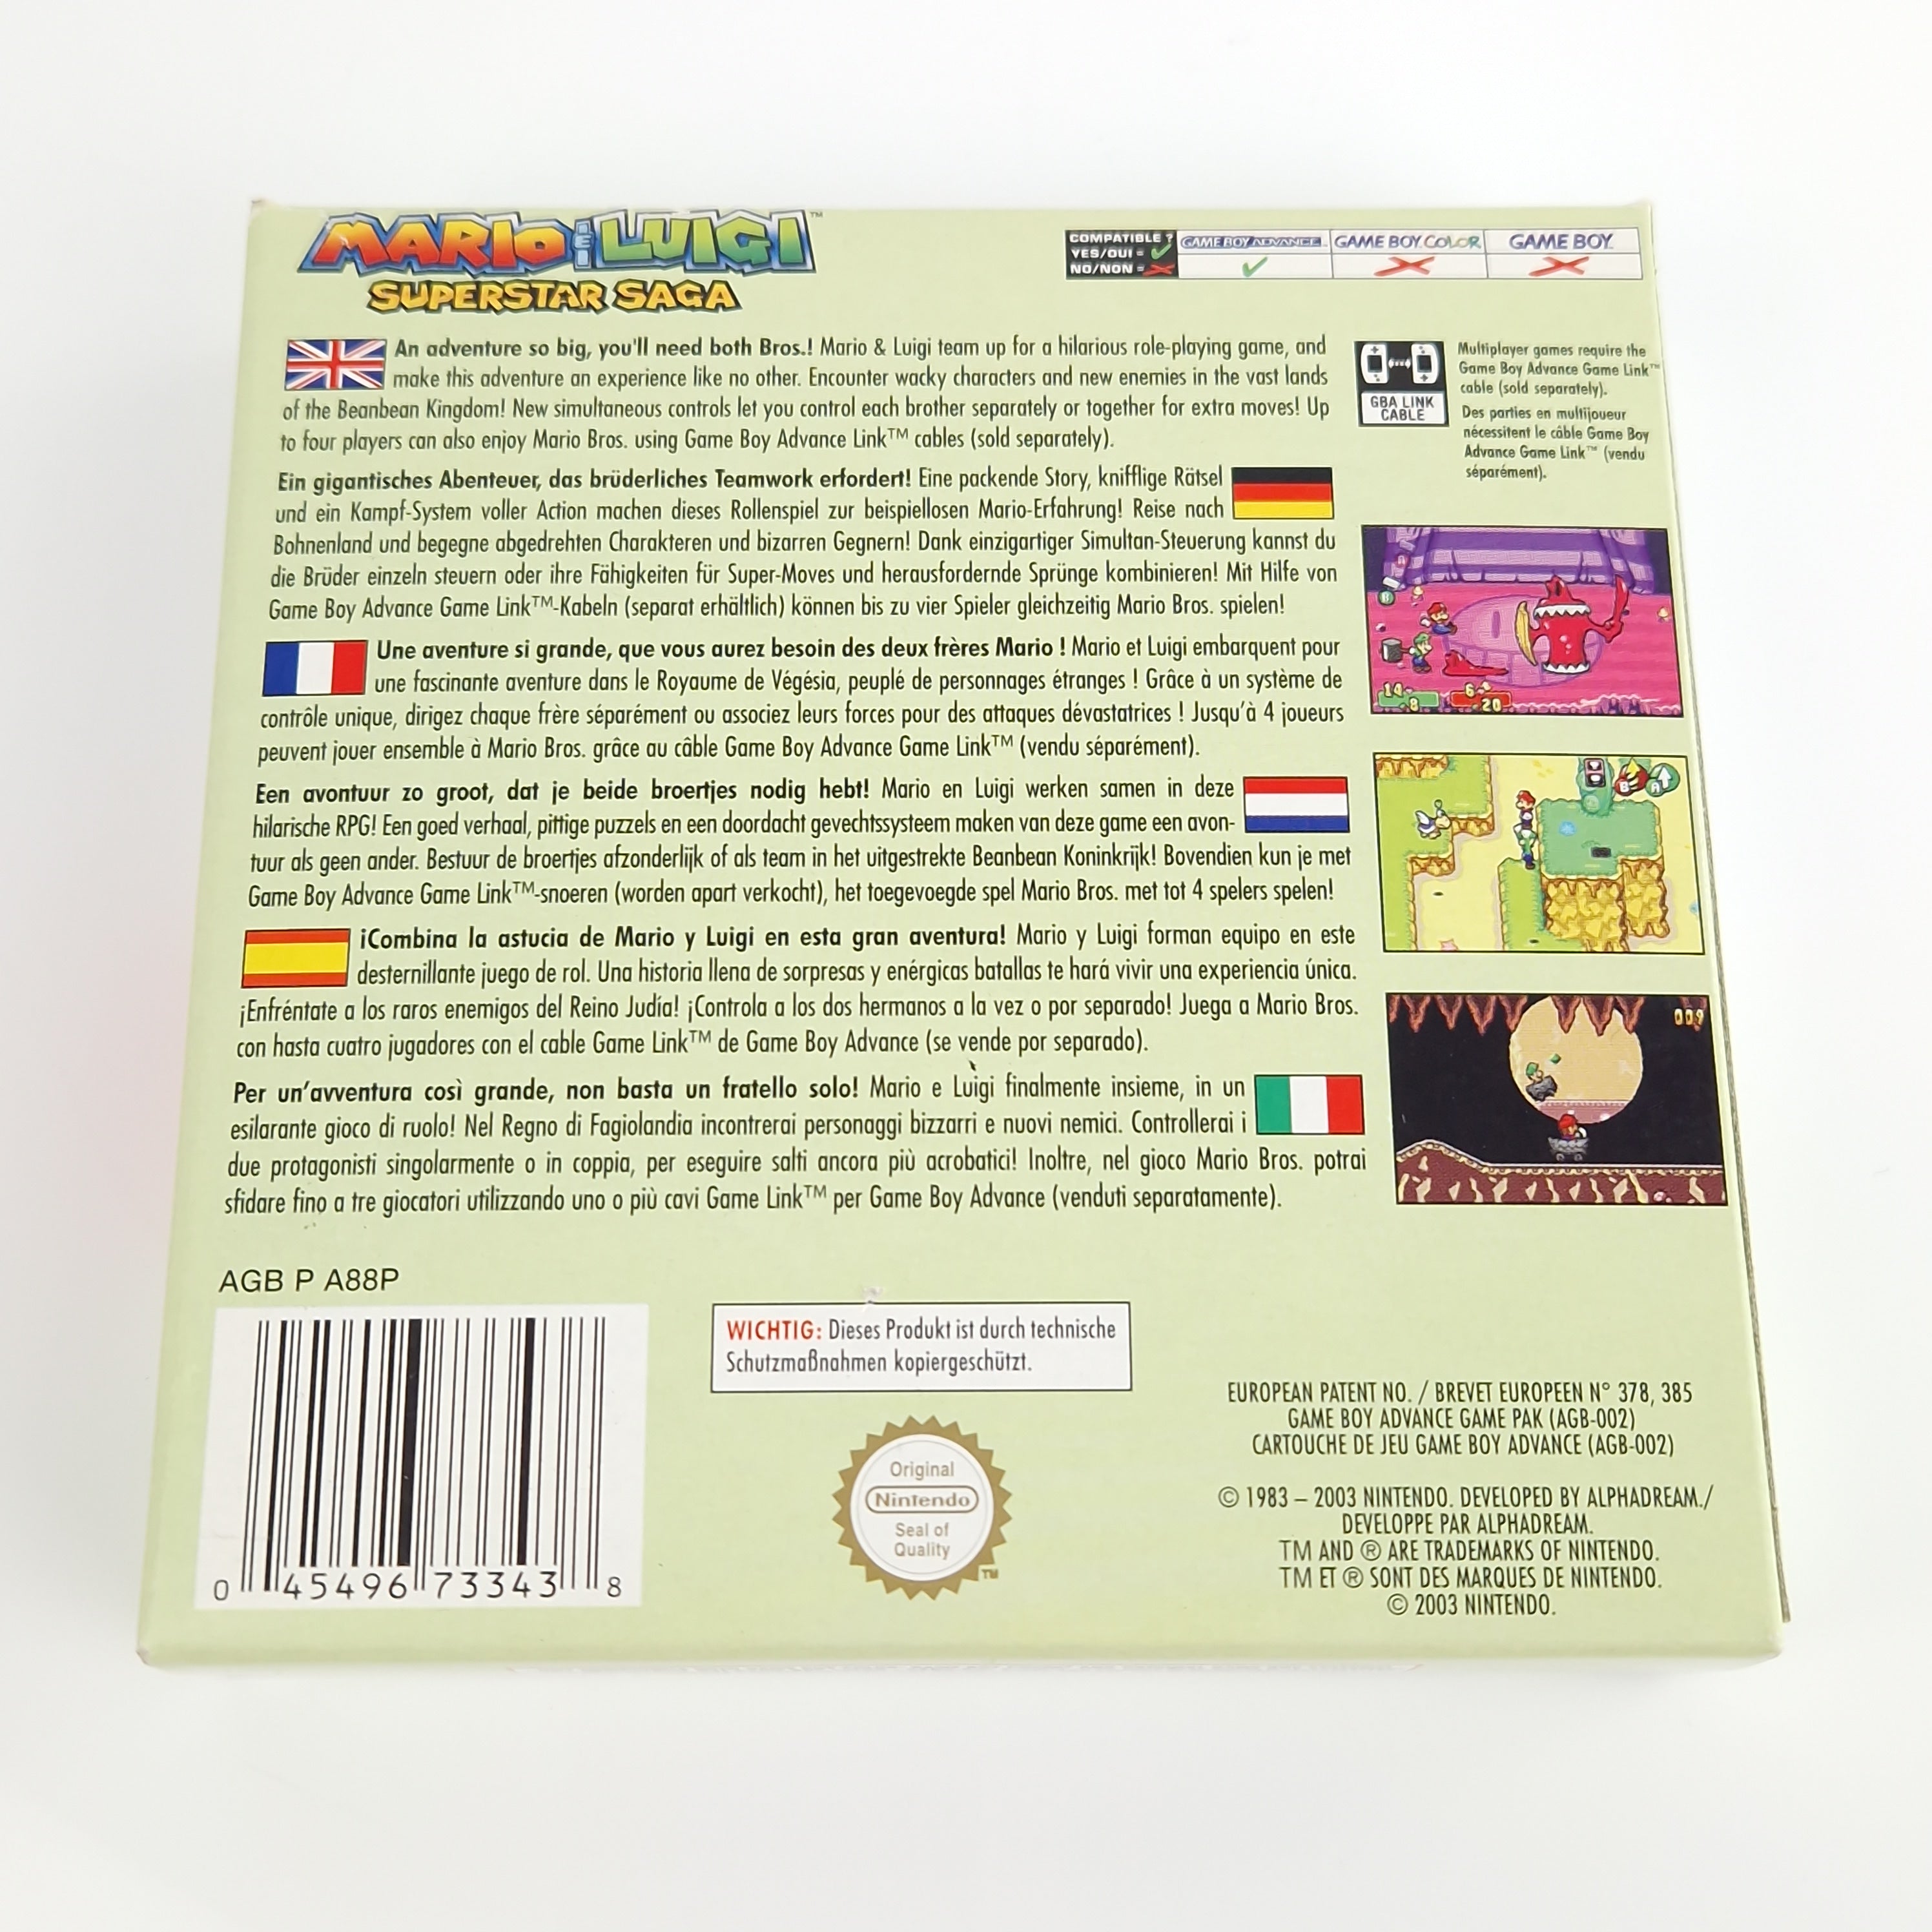 MARIO & LUIGI™
SUPERSTAR SAGA
COMPATIBLE ?
YES/OUI =
NO/NON =
GAME BOY ADVANCE
GAME BOY COLOR
GAME BOY
An adventure so big, you'll need both Bros.! Mario & Luigi team up for a hilarious role-playing game, and
make this adventure an experience like no other. Encounter wacky characters and new enemies in the vast lands
of the Beanbean Kingdom! New simultaneous controls let you control each brother separately or together for extra moves! Up
to four players can also enjoy Mario Bros. using Game Boy Advance Link™ cables (sold separately).
GBA LINK
CABLE
Multiplayer games require the
Game Boy Advance Game Link™
cable (sold separately).
Des parties en multijoueur
nécessitent le câble Game Boy
Advance Game Link™ (vendu
séparément).
Ein gigantisches Abenteuer, das brüderliches Teamwork erfordert! Eine packende Story, knifflige Rätsel
und ein Kampf-System voller Action machen dieses Rollenspiel zur beispiellosen Mario-Erfahrung! Reise nach
Bohnenland und begegne abgedrehten Charakteren und bizarren Gegnern! Dank einzigartiger Simultan-Steuerung kannst du
die Brüder einzeln steuern oder ihre Fähigkeiten für Super-Moves und herausfordernde Sprünge kombinieren! Mit Hilfe von
Game Boy Advance Game Link™-Kabeln (separat erhältlich) können bis zu vier Spieler gleichzeitig Mario Bros. spielen!
Une aventure si grande, que vous aurez besoin des deux frères Mario ! Mario et Luigi embarquent pour
une fascinante aventure dans le Royaume de Végésia, peuplé de personnages étranges ! Grâce à un système de
contrôle unique, dirigez chaque frère séparément ou associez leurs forces pour des attaques dévastatrices ! Jusqu'à 4 joueurs
peuvent jouer ensemble à Mario Bros. grâce au câble Game Boy Advance Game Link™ (vendu séparément).
Een avontuur zo groot, dat je beide broertjes nodig hebt! Mario en Luigi werken samen in deze
hilarische RPG! Een goed verhaal, pittige puzzels en een doordacht gevechtssysteem maken van deze game een avon-
tuur als geen ander. Bestuur de broertjes afzonderlijk of als team in het uitgestrekte Beanbean Koninkrijk! Bovendien kun je met
Game Boy Advance Game Link™-snoeren (worden apart verkocht), het toegevoegde spel Mario Bros. met tot 4 spelers spelen!
¡Combina la astucia de Mario y Luigi en esta gran aventura! Mario y Luigi forman equipo en este
desternillante juego de rol. Una historia llena de sorpresas y enérgicas batallas te hará vivir una experiencia única.
¡Enfréntate a los raros enemigos del Reino Judía! ¡Controla a los dos hermanos a la vez o por separado! Juega a Mario Bros.
con hasta cuatro jugadores con el cable Game Link™ de Game Boy Advance (se vende por separado).
Per un'avventura così grande, non basta un fratello solo! Mario e Luigi finalmente insieme, in un
esilarante gioco di ruolo! Nel Regno di Fagiolandia incontrerai personaggi bizzarri e nuovi nemici. Controllerai i
due protagonisti singolarmente o in coppia, per eseguire salti ancora più acrobatici! Inoltre, nel gioco Mario Bros. potrai
sfidare fino a tre giocatori utilizzando uno o più cavi Game Link™ per Game Boy Advance (venduti separatamente).
14
8
20
B
A
009
AGB P A88P
0 45496 73343 8
WICHTIG: Dieses Produkt ist durch technische
Schutzmaßnahmen kopiergeschützt.
Original
Nintendo
Seal of
Quality
TM
EUROPEAN PATENT NO. / BREVET EUROPEEN N° 378, 385
GAME BOY ADVANCE GAME PAK (AGB-002)
CARTOUCHE DE JEU GAME BOY ADVANCE (AGB-002)
© 1983 – 2003 NINTENDO. DEVELOPED BY ALPHADREAM./
DEVELOPPE PAR ALPHADREAM.
TM AND ® ARE TRADEMARKS OF NINTENDO.
TM ET ® SONT DES MARQUES DE NINTENDO.
© 2003 NINTENDO.